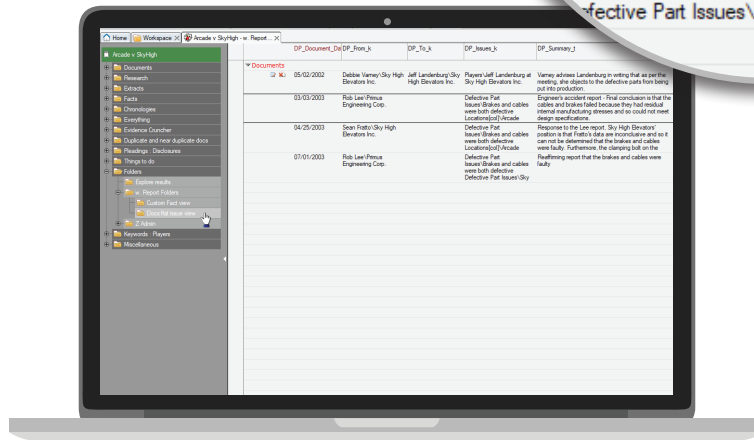 efective Part Issues\
Home Workspace Arcade v SkyHigh - w. Report ...
Arcade v SkyHigh
Documents
Research
Extracts
Facts
Chronologies
Everything
Evidence Cruncher
Duplicate and near duplicate docs
Pleadings : Disclosures
Things to do
Folders
Explore results
w. Report Folders
Custom Fact view
Docs flat issue view
Z Admin
Keywords : Players
Miscellaneous
DP_Document_Da DP_From_k DP_To_k DP_Issues_k DP_Summary_t
Documents
05/02/2002 Debbie Varney\Sky High Jeff Landenburg\Sky Players\Jeff Landenburg at Varney advises Landenburg in writing that as per the
Elevators Inc. High Elevators Inc. Sky High Elevators Inc. meeting, she objects to the defective parts from being
put into production.
03/03/2003 Rob Lee\Primus Defective Part Engineer's accident report - Final conclusion is that the
Engineering Corp. Issues\Brakes and cables cables and brakes failed because they had residual
were both defective internal manufacturing stresses and so could not meet
Locations[col]\Arcade design specifications.
04/25/2003 Sean Fratto\Sky High Defective Part Response to the Lee report. Sky High Elevators'
Elevators Inc. Issues\Brakes and cables position is that Fratto's data are inconclusive and so it
were both defective can not be determined that the brakes and cables
Locations[col]\Arcade were faulty. Furthermore, the clamping bolt on the
07/01/2003 Rob Lee\Primus Defective Part Reaffirming report that the brakes and cables were
Engineering Corp. Issues\Brakes and cables faulty
were both defective
Defective Part Issues\Sky